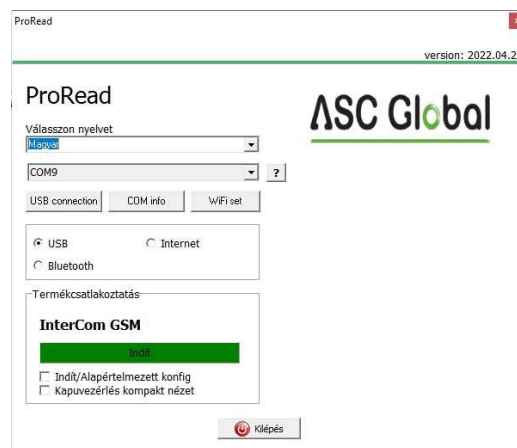 ProRead
version: 2022.04.2
ProRead
ASC Global
Válasszon nyelvet
Magyar
COM9
?
USB connection
COM info
WiFi set
USB
Internet
Bluetooth
Termékcsatlakoztatás
InterCom GSM
Indít
Indít/Alapértelmezett konfig
Kapuvezérlés kompakt nézet
Kilépés